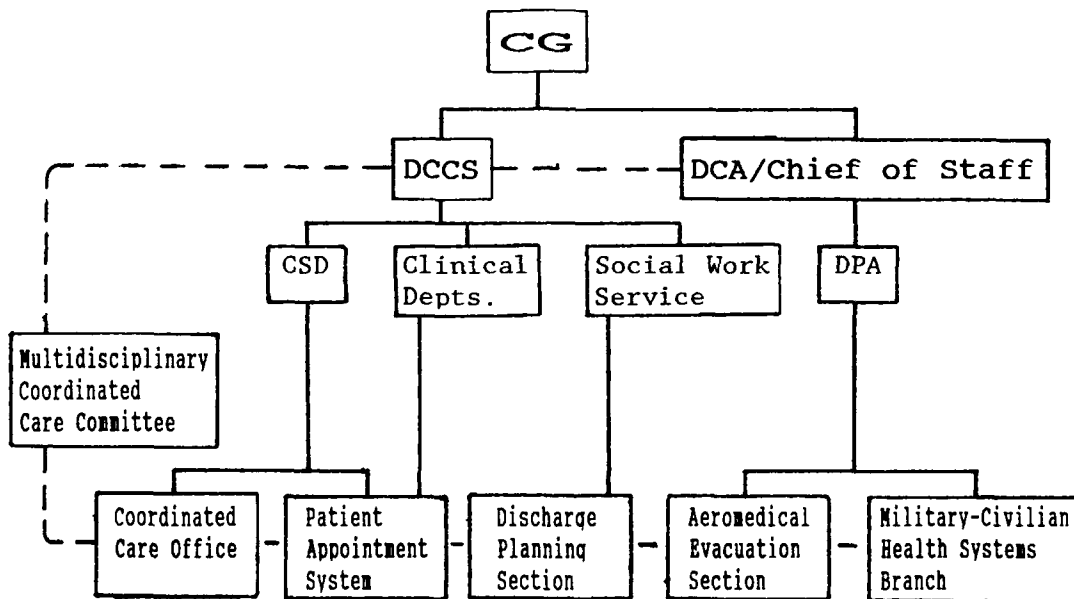 CG
DCCS
DCA/Chief of Staff
CSD
Clinical
Depts.
Social Work
Service
DPA
Multidisciplinary
Coordinated
Care Committee
Coordinated
Care Office
Patient
Appointment
System
Discharge
Planning
Section
Aeromedical
Evacuation
Section
Military-Civilian
Health Systems
Branch